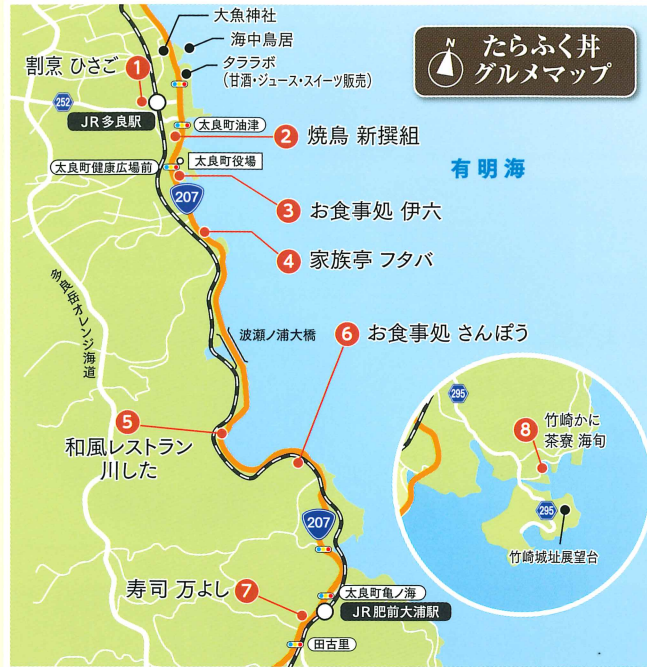 大魚神社
海中鳥居
タララボ
(甘酒・ジュース・スイーツ販売)
N
たらふく丼
グルメマップ
割烹 ひさご 1
252
JR多良駅
太良町油津
2 焼鳥 新撰組
太良町健康広場前
太良町役場
有明海
207
3 お食事処 伊六
4 家族亭 フタバ
多良岳オレンジ海道
波瀬ノ浦大橋
6 お食事処 さんぽう
5
和風レストラン
川した
295
8
竹崎かに
茶寮 海旬
295
竹崎城址展望台
207
寿司 万よし 7
太良町亀ノ海
JR肥前大浦駅
田古里